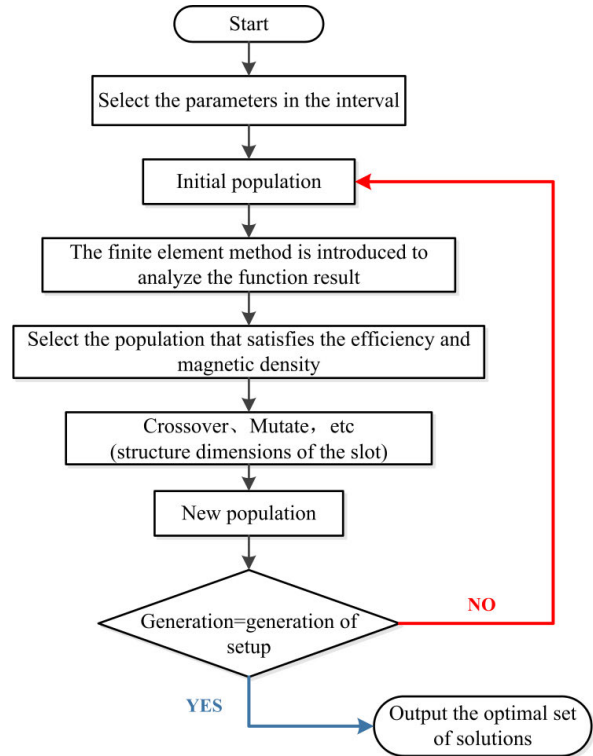 Start
Select the parameters in the interval
Initial population
The finite element method is introduced to
analyze the function result
Select the population that satisfies the efficiency and
magnetic density
Crossover、Mutate，etc
(structure dimensions of the slot)
New population
Generation=generation of
setup
NO
YES
Output the optimal set
of solutions